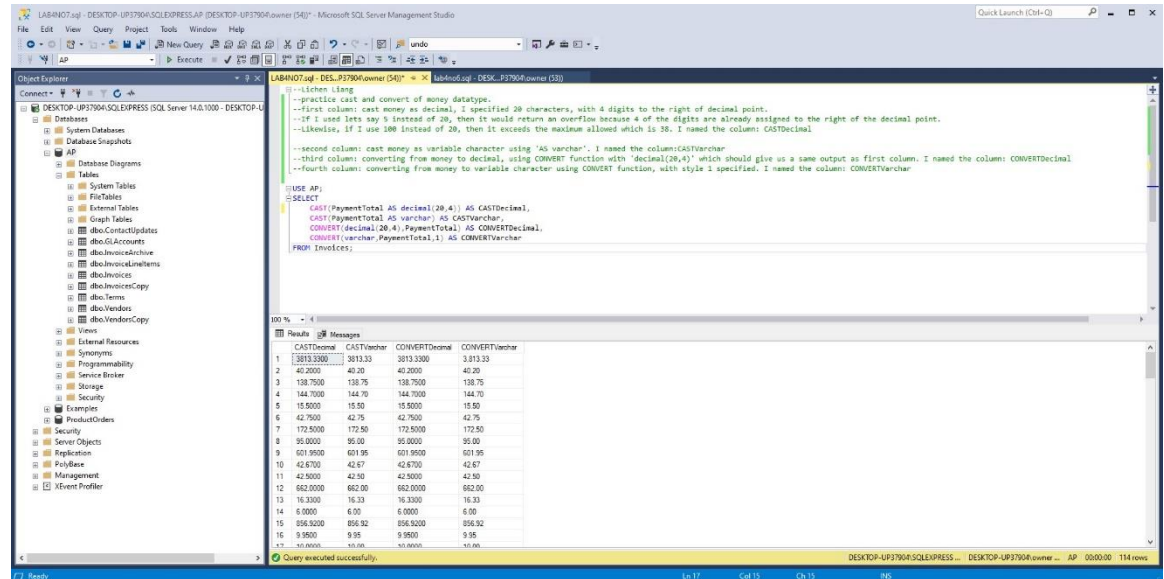 LAB4NO7.sql - DESKTOP-UP37904\SQLEXPRESS.AP (DESKTOP-UP37904\owner (54))* - Microsoft SQL Server Management Studio
Quick Launch (Ctrl+Q)
File Edit View Query Project Tools Window Help
New Query
undo
AP
Execute
Object Explorer
LAB4NO7.sql - DES...P37904\owner (54))*
lab4no6.sql - DESK...P37904\owner (53))
Connect
DESKTOP-UP37904\SQLEXPRESS (SQL Server 14.0.1000 - DESKTOP-U
Databases
System Databases
Database Snapshots
AP
Database Diagrams
Tables
System Tables
FileTables
External Tables
Graph Tables
dbo.ContactUpdates
dbo.GLAccounts
dbo.InvoiceArchive
dbo.InvoiceLineItems
dbo.Invoices
dbo.InvoicesCopy
dbo.Terms
dbo.Vendors
dbo.VendorsCopy
Views
External Resources
Synonyms
Programmability
Service Broker
Storage
Security
Examples
ProductOrders
Security
Server Objects
Replication
PolyBase
Management
XEvent Profiler
--Lichen Liang
--practice cast and convert of money datatype.
--first column: cast money as decimal, I specified 20 characters, with 4 digits to the right of decimal point.
--If I used lets say 5 instead of 20, then it would return an overflow because 4 of the digits are already assigned to the right of the decimal point.
--Likewise, if I use 100 instead of 20, then it exceeds the maximum allowed which is 38. I named the column: CASTDecimal
--second column: cast money as variable character using 'AS varchar'. I named the column:CASTVarchar
--third column: converting from money to decimal, using CONVERT function with 'decimal(20,4)' which should give us a same output as first column. I named the column: CONVERTDecimal
--fourth column: converting from money to variable character using CONVERT function, with style 1 specified. I named the column: CONVERTVarchar
USE AP;
SELECT
CAST(PaymentTotal AS decimal(20,4)) AS CASTDecimal,
CAST(PaymentTotal AS varchar) AS CASTVarchar,
CONVERT(decimal(20,4),PaymentTotal) AS CONVERTDecimal,
CONVERT(varchar,PaymentTotal,1) AS CONVERTVarchar
FROM Invoices;
100 %
Results Messages
CASTDecimal CASTVarchar CONVERTDecimal CONVERTVarchar
1 3813.3300 3813.33 3813.3300 3,813.33
2 40.2000 40.20 40.2000 40.20
3 138.7500 138.75 138.7500 138.75
4 144.7000 144.70 144.7000 144.70
5 15.5000 15.50 15.5000 15.50
6 42.7500 42.75 42.7500 42.75
7 172.5000 172.50 172.5000 172.50
8 95.0000 95.00 95.0000 95.00
9 601.9500 601.95 601.9500 601.95
10 42.6700 42.67 42.6700 42.67
11 42.5000 42.50 42.5000 42.50
12 662.0000 662.00 662.0000 662.00
13 16.3300 16.33 16.3300 16.33
14 6.0000 6.00 6.0000 6.00
15 856.9200 856.92 856.9200 856.92
16 9.9500 9.95 9.9500 9.95
17 10.0000 10.00 10.0000 10.00
Query executed successfully.
DESKTOP-UP37904\SQLEXPRESS ... DESKTOP-UP37904\owner ... AP 00:00:00 114 rows
Ready Ln 17 Col 15 Ch 15 INS